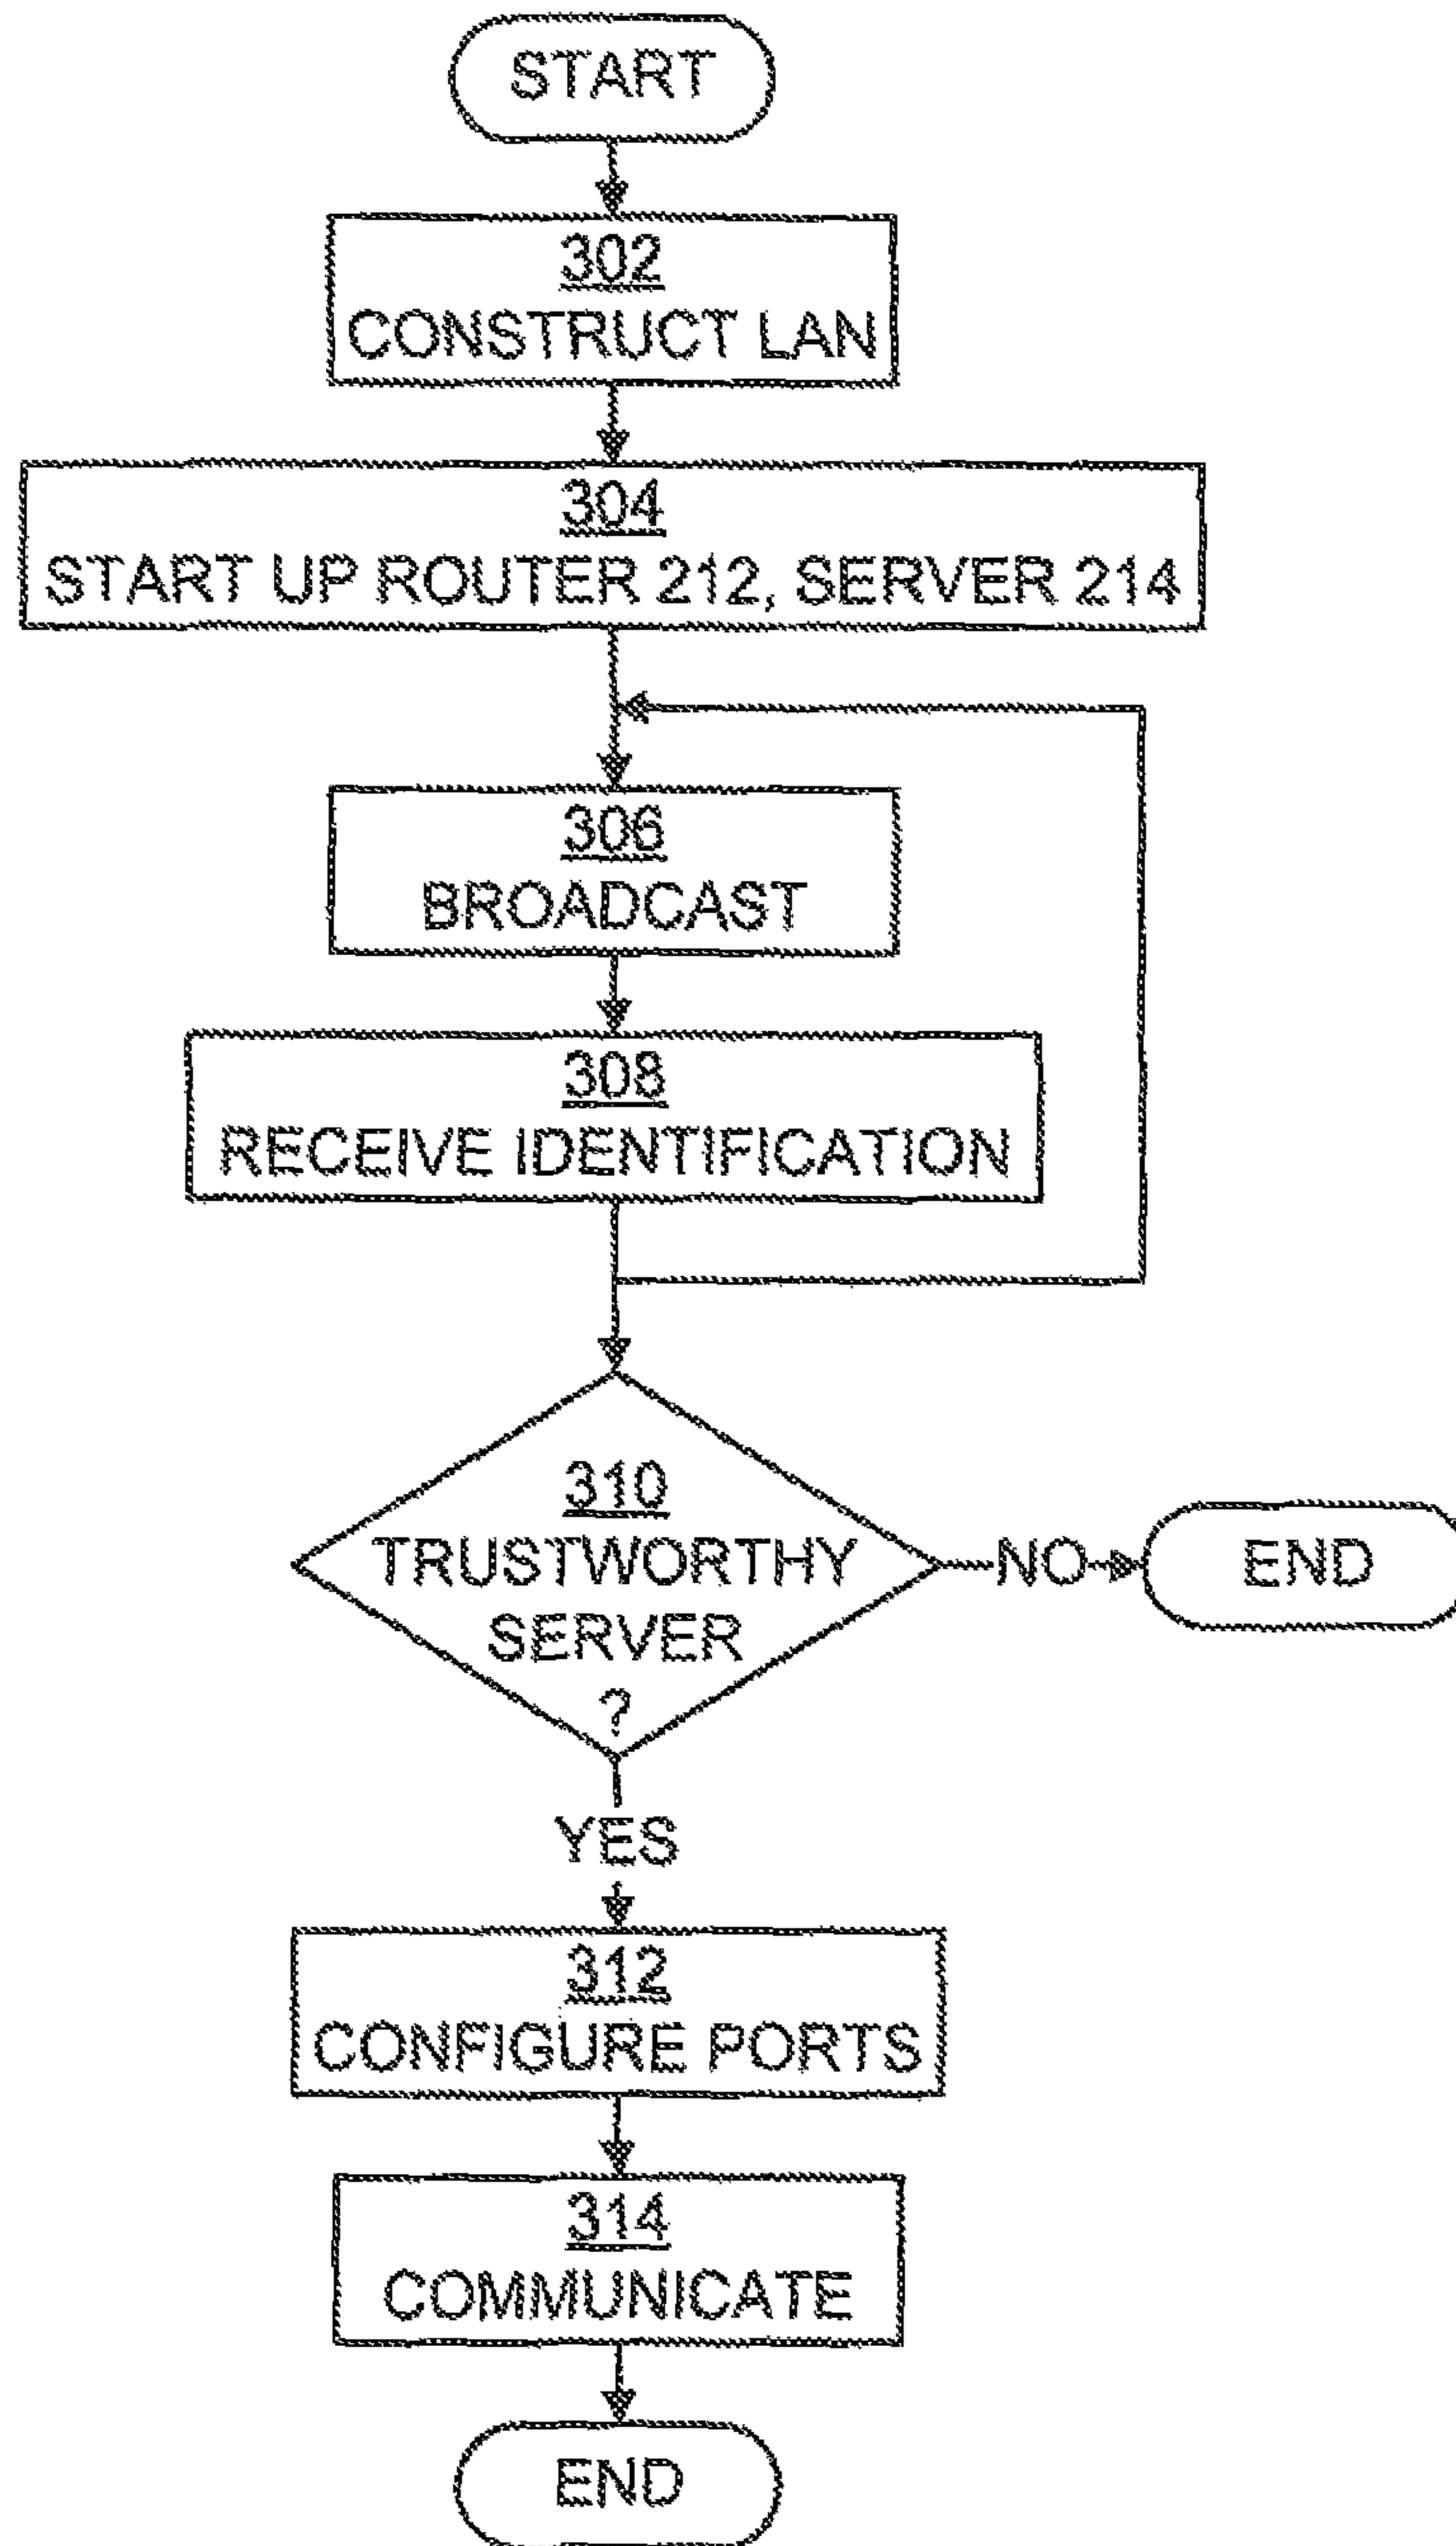 START
302
CONSTRUCT LAN
304
START UP ROUTER 212, SERVER 214
306
BROADCAST
308
RECEIVE IDENTIFICATION
310
TRUSTWORTHY
SERVER
?
NO
END
YES
312
CONFIGURE PORTS
314
COMMUNICATE
END